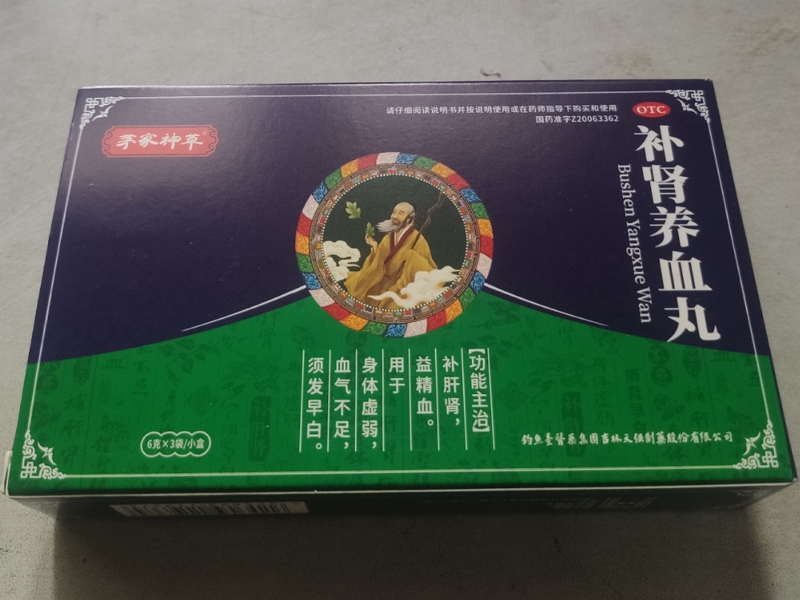 茅家神草
请仔细阅读说明书并按说明使用或在药师指导下购买和使用
国药准字Z20063362
OTC
补肾养血丸
Bushen Yangxue Wan
【功能主治】
补肝肾，
益精血。
用于
身体虚弱，
血气不足，
须发早白。
6克×3袋/小盒
钓鱼台医药集团吉林天强制药股份有限公司